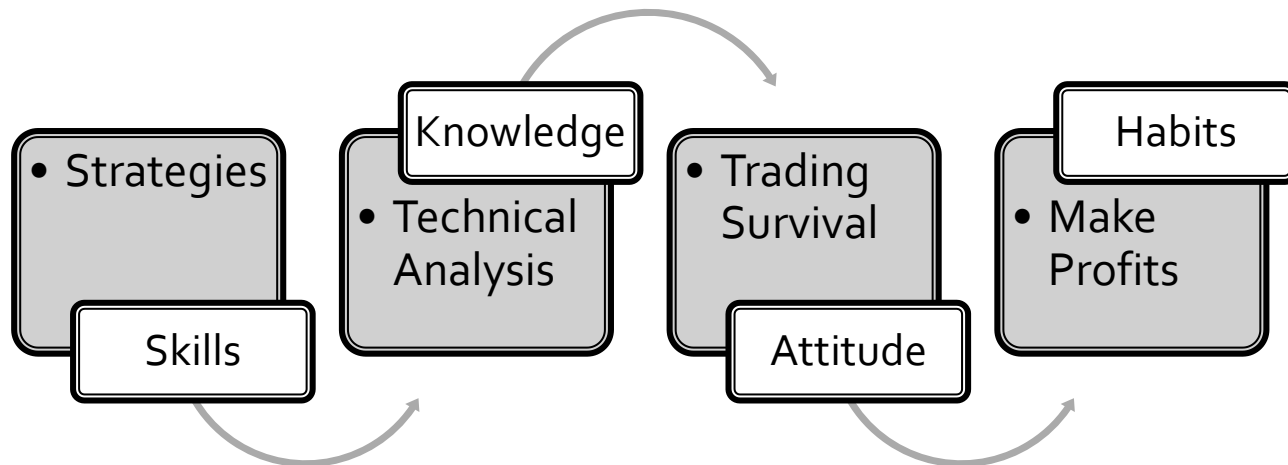 • Strategies
Skills
Knowledge
• Technical
Analysis
• Trading
Survival
Attitude
Habits
• Make
Profits